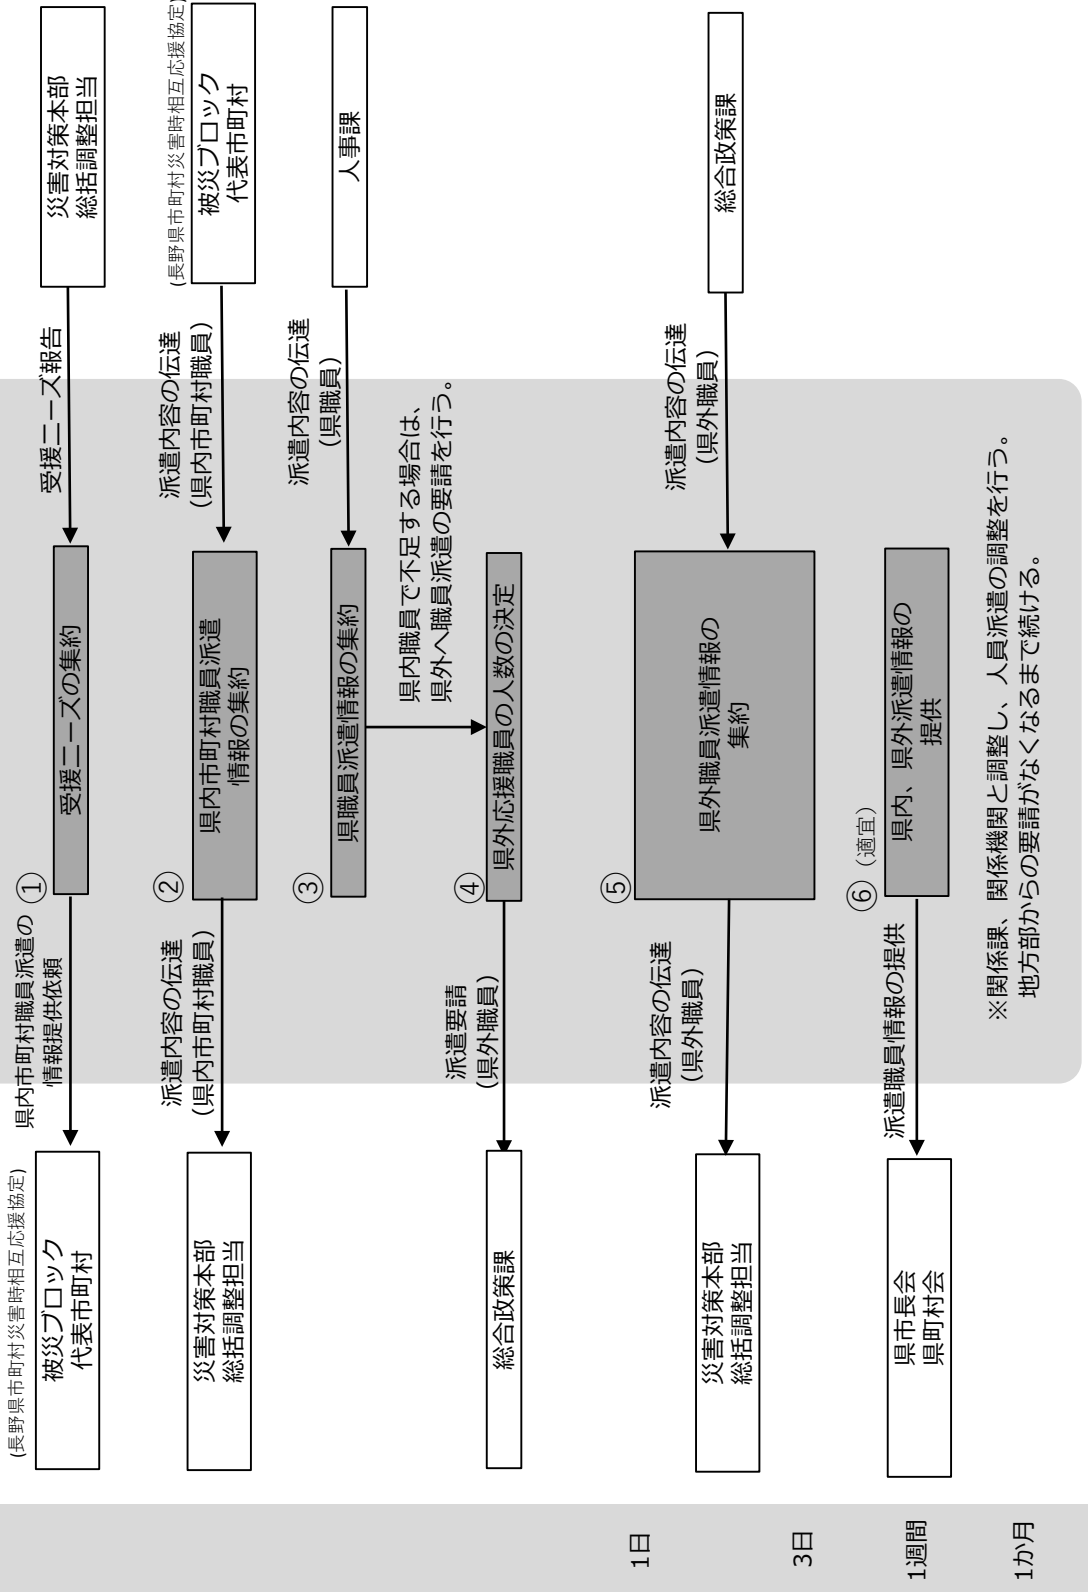 (長野県市町村災害時相互応援協定)
被災ブロック
代表市町村
県内市町村職員派遣の
情報提供依頼
①
受援ニーズの集約
受援ニーズ報告
災害対策本部
総括調整担当
災害対策本部
総括調整担当
派遣内容の伝達
(県内市町村職員)
②
県内市町村職員派遣
情報の集約
派遣内容の伝達
(県内市町村職員)
(長野県市町村災害時相互応援協定)
被災ブロック
代表市町村
③
県職員派遣情報の集約
派遣内容の伝達
(県職員)
人事課
県内職員で不足する場合は、
県外へ職員派遣の要請を行う。
総合政策課
派遣要請
(県外職員)
④
県外応援職員の人数の決定
1日
災害対策本部
総括調整担当
派遣内容の伝達
(県外職員)
⑤
県外職員派遣情報の
集約
派遣内容の伝達
(県外職員)
総合政策課
3日
1週間
県市長会
県町村会
派遣職員情報の提供
⑥(適宜)
県内、県外派遣情報の
提供
1か月
※関係課、関係機関と調整し、人員派遣の調整を行う。
地方部からの要請がなくなるまで続ける。